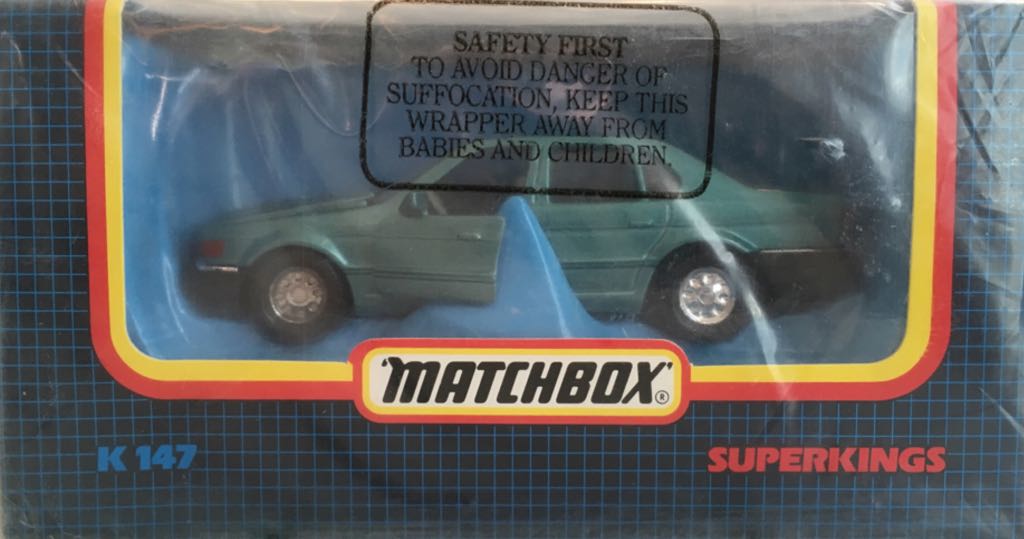 SAFETY FIRST
TO AVOID DANGER OF
SUFFOCATION, KEEP THIS
WRAPPER AWAY FROM
BABIES AND CHILDREN.
'MATCHBOX'®
K 147
SUPERKINGS